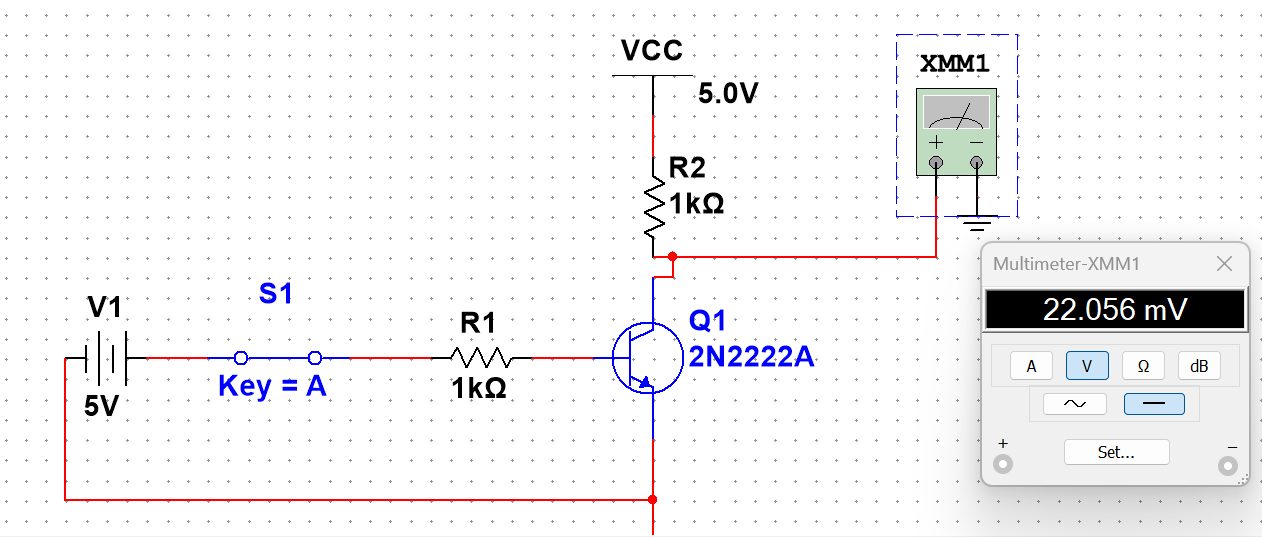 VCC
5.0V
XMM1
+ −
R2
1kΩ
Multimeter-XMM1
22.056 mV
A V Ω dB
Set...
+ −
S1
V1
R1
Q1
2N2222A
Key = A
1kΩ
5V